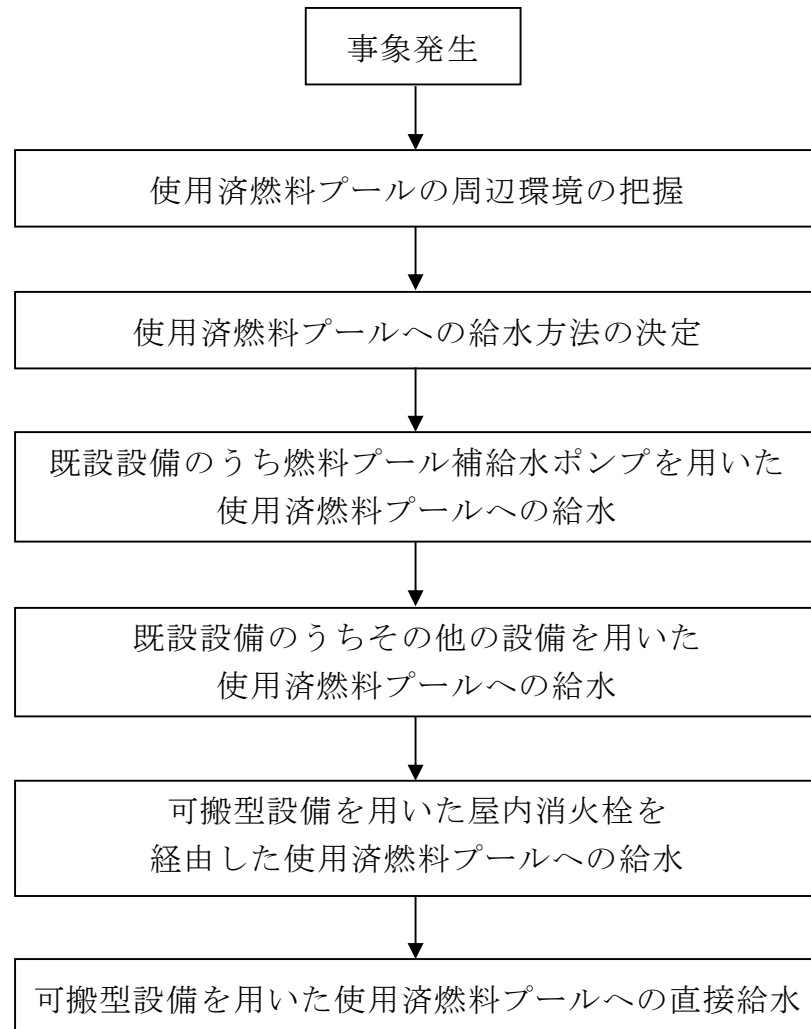 事象発生
使用済燃料プールの周辺環境の把握
使用済燃料プールへの給水方法の決定
既設設備のうち燃料プール補給水ポンプを用いた
使用済燃料プールへの給水
既設設備のうちその他の設備を用いた
使用済燃料プールへの給水
可搬型設備を用いた屋内消火栓を
経由した使用済燃料プールへの給水
可搬型設備を用いた使用済燃料プールへの直接給水